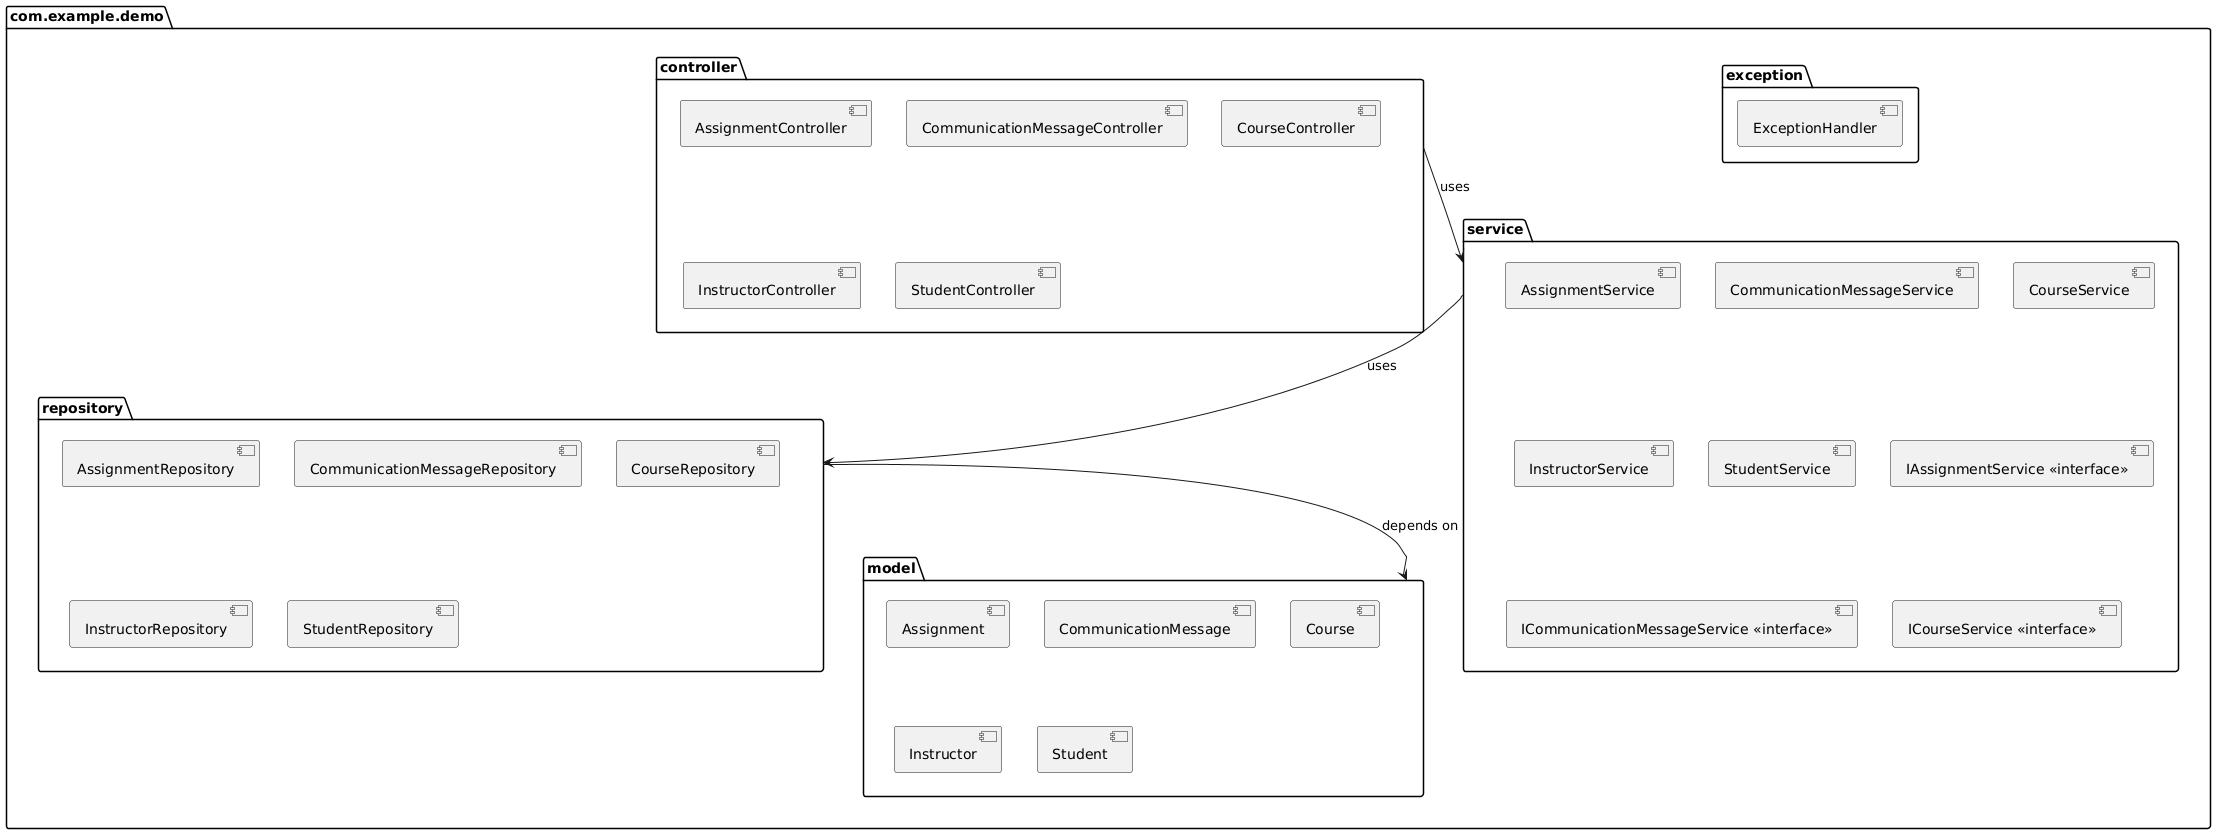 com.example.demo
controller
AssignmentController
CommunicationMessageController
CourseController
InstructorController
StudentController
exception
ExceptionHandler
uses
service
AssignmentService
CommunicationMessageService
CourseService
InstructorService
StudentService
IAssignmentService «interface»
ICommunicationMessageService «interface»
ICourseService «interface»
uses
repository
AssignmentRepository
CommunicationMessageRepository
CourseRepository
InstructorRepository
StudentRepository
depends on
model
Assignment
CommunicationMessage
Course
Instructor
Student